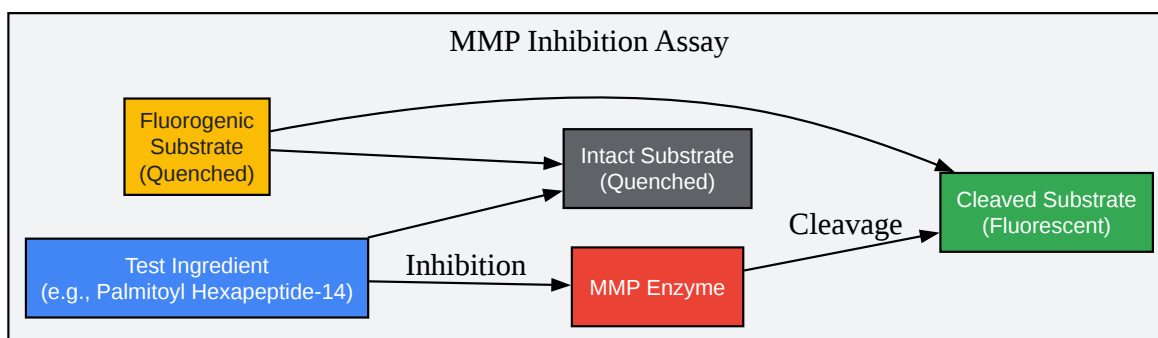 MMP Inhibition Assay
Fluorogenic
Substrate
(Quenched)
Intact Substrate
(Quenched)
Cleaved Substrate
(Fluorescent)
Cleavage
Test Ingredient
(e.g., Palmitoyl Hexapeptide-14)
Inhibition
MMP Enzyme